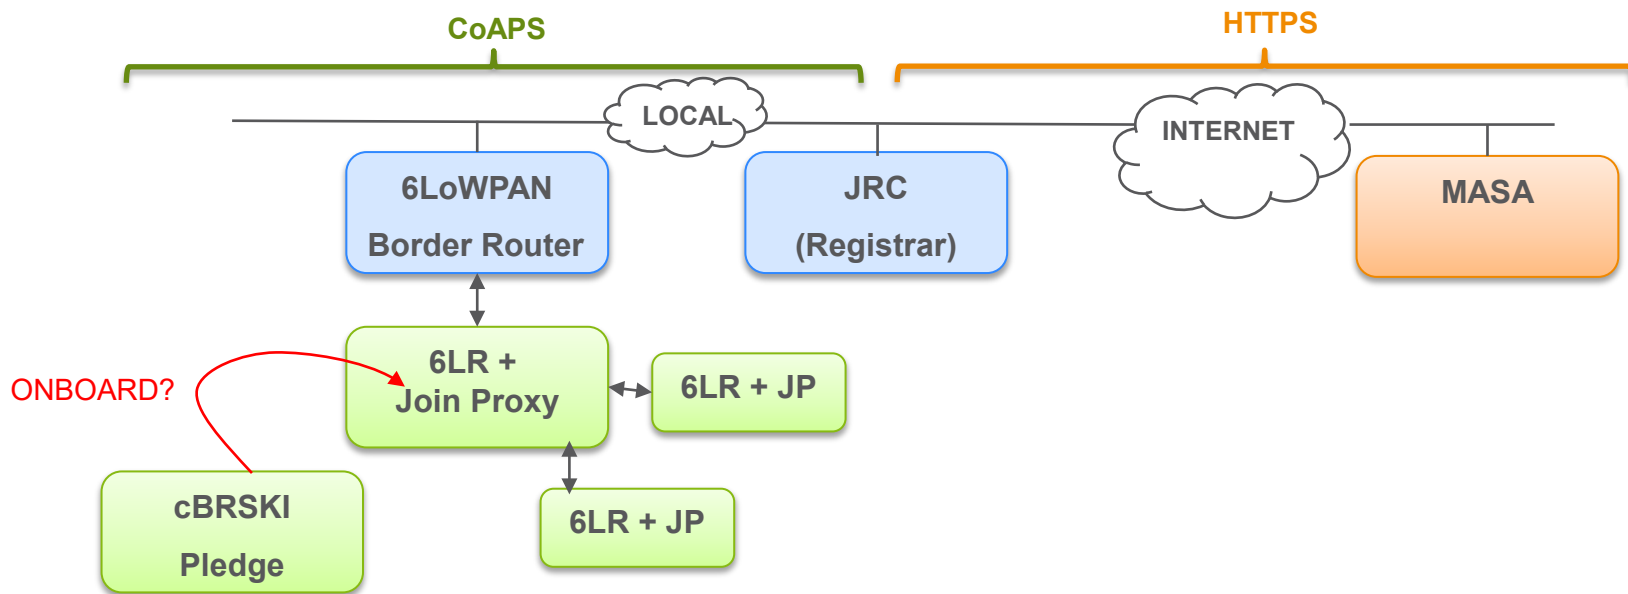 CoAPS
HTTPS
LOCAL
INTERNET
6LoWPAN
Border Router
JRC
(Registrar)
MASA
6LR +
Join Proxy
6LR + JP
ONBOARD?
cBRSKI
Pledge
6LR + JP